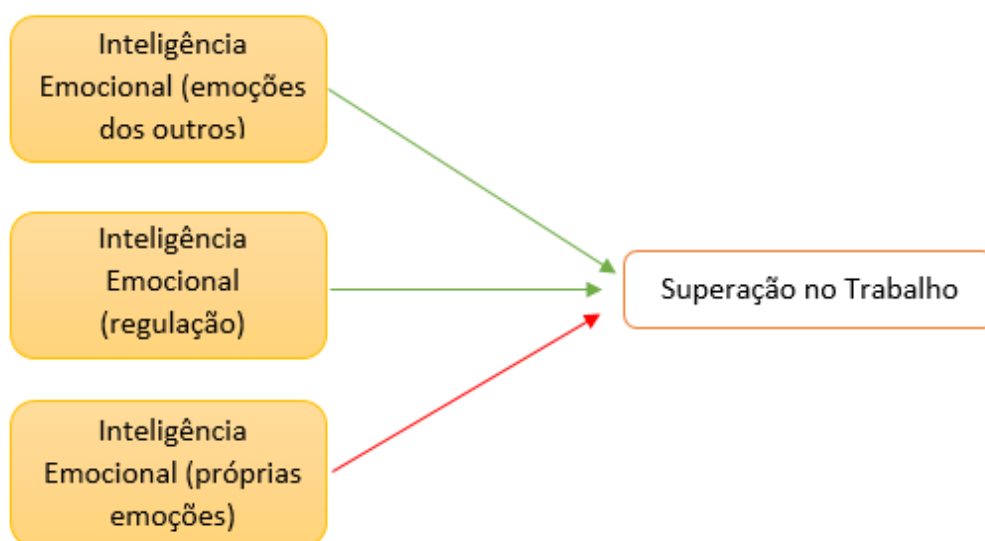 Inteligência
Emocional (emoções
dos outros)
Inteligência
Emocional
(regulação)
Superação no Trabalho
Inteligência
Emocional (próprias
emoções)